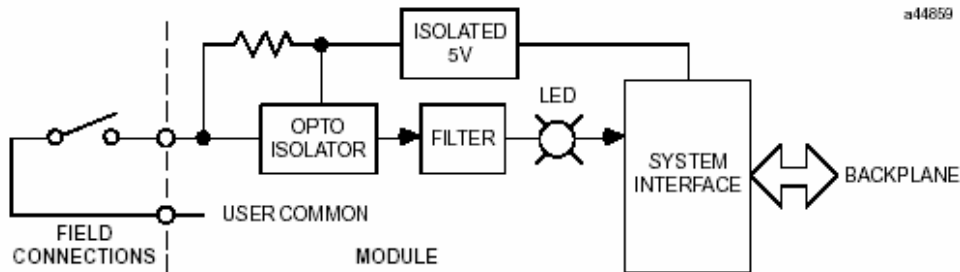 a44859
ISOLATED
5V
LED
OPTO
ISOLATOR
FILTER
SYSTEM
INTERFACE
BACKPLANE
USER COMMON
FIELD
CONNECTIONS
MODULE